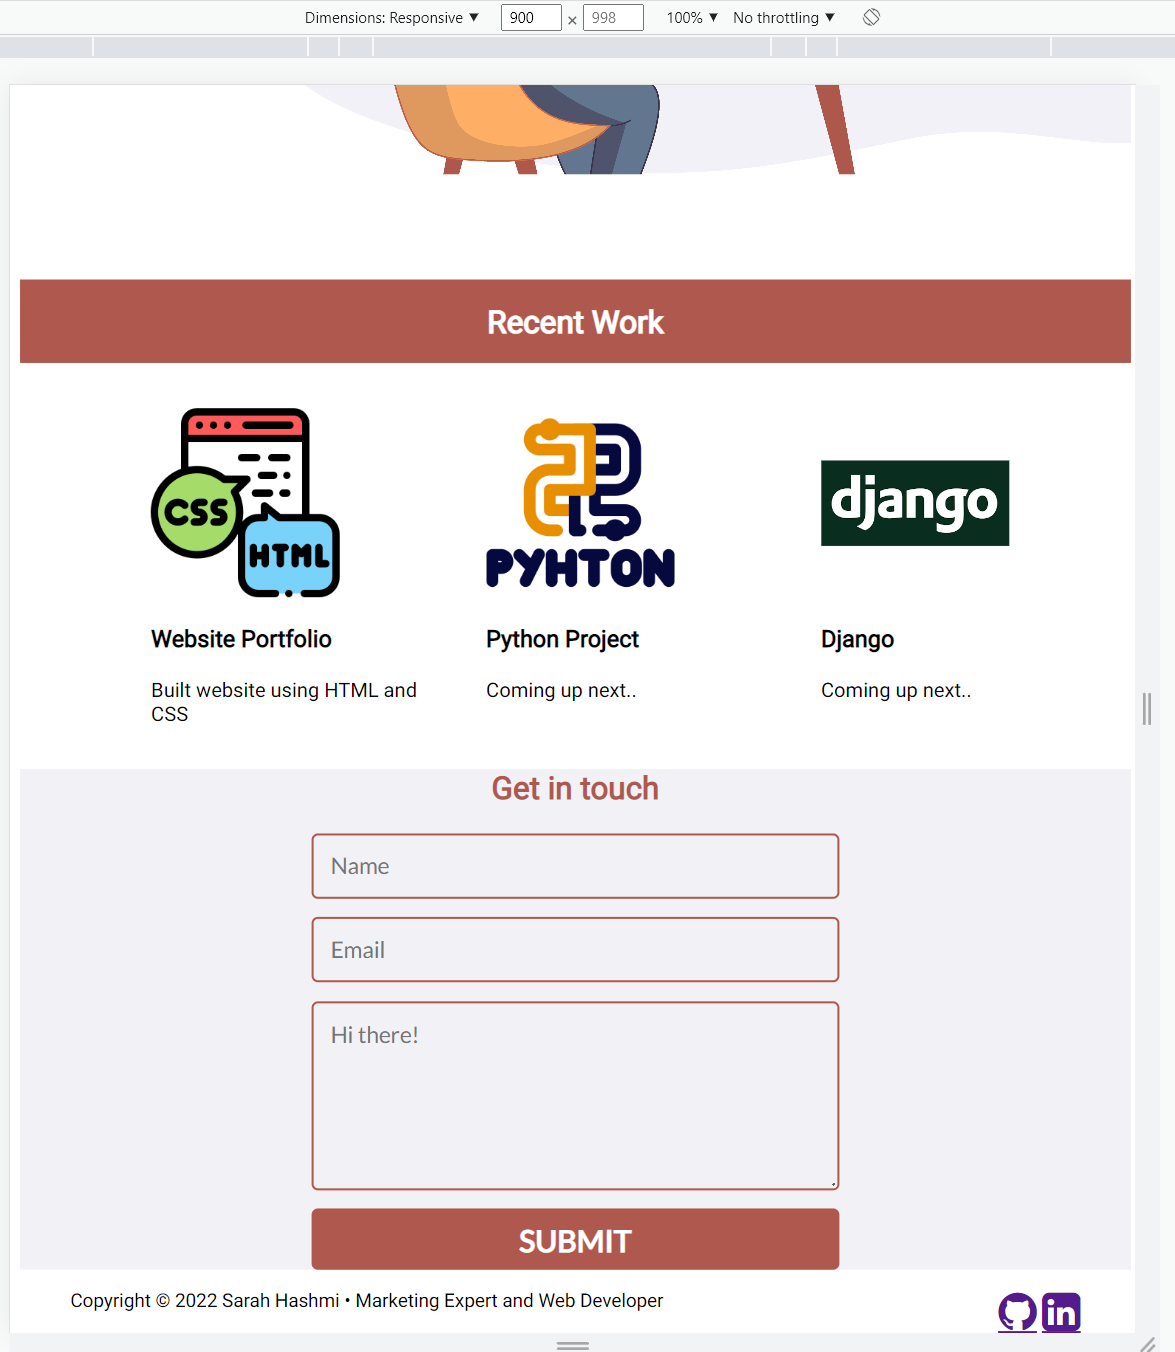 Dimensions: Responsive ▼ 900 × 998 100% ▼ No throttling ▼
Recent Work
CSS
HTML
PYHTON
django
Website Portfolio
Built website using HTML and
CSS
Python Project
Coming up next..
Django
Coming up next..
Get in touch
Name
Email
Hi there!
SUBMIT
Copyright © 2022 Sarah Hashmi • Marketing Expert and Web Developer
in